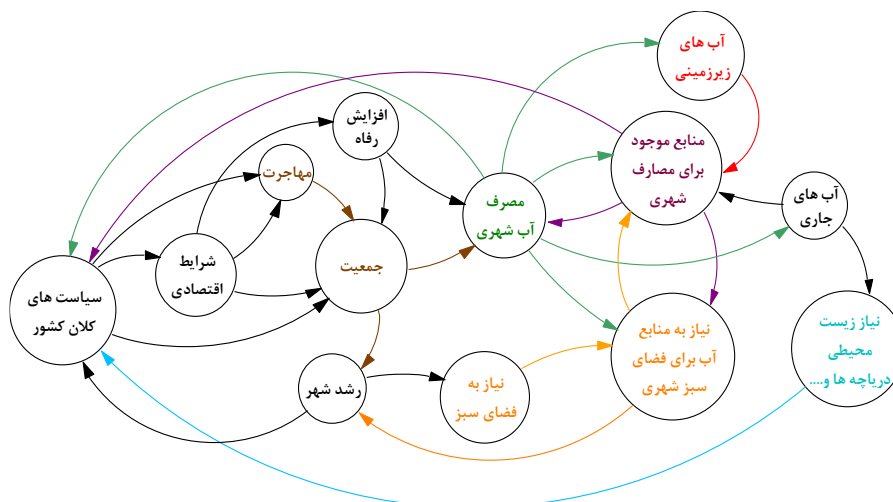 آب های
زیرزمینی
افزایش
رفاه
منابع موجود
برای مصارف
شهری
مهاجرت
مصرف
آب شهری
آب های
جاری
شرایط
اقتصادی
جمعیت
سیاست های
کلان کشور
نیاز به منابع
آب برای فضای
سبز شهری
نیاز زیست
محیطی
دریاچه ها و....
رشد شهر
نیاز به
فضای سبز